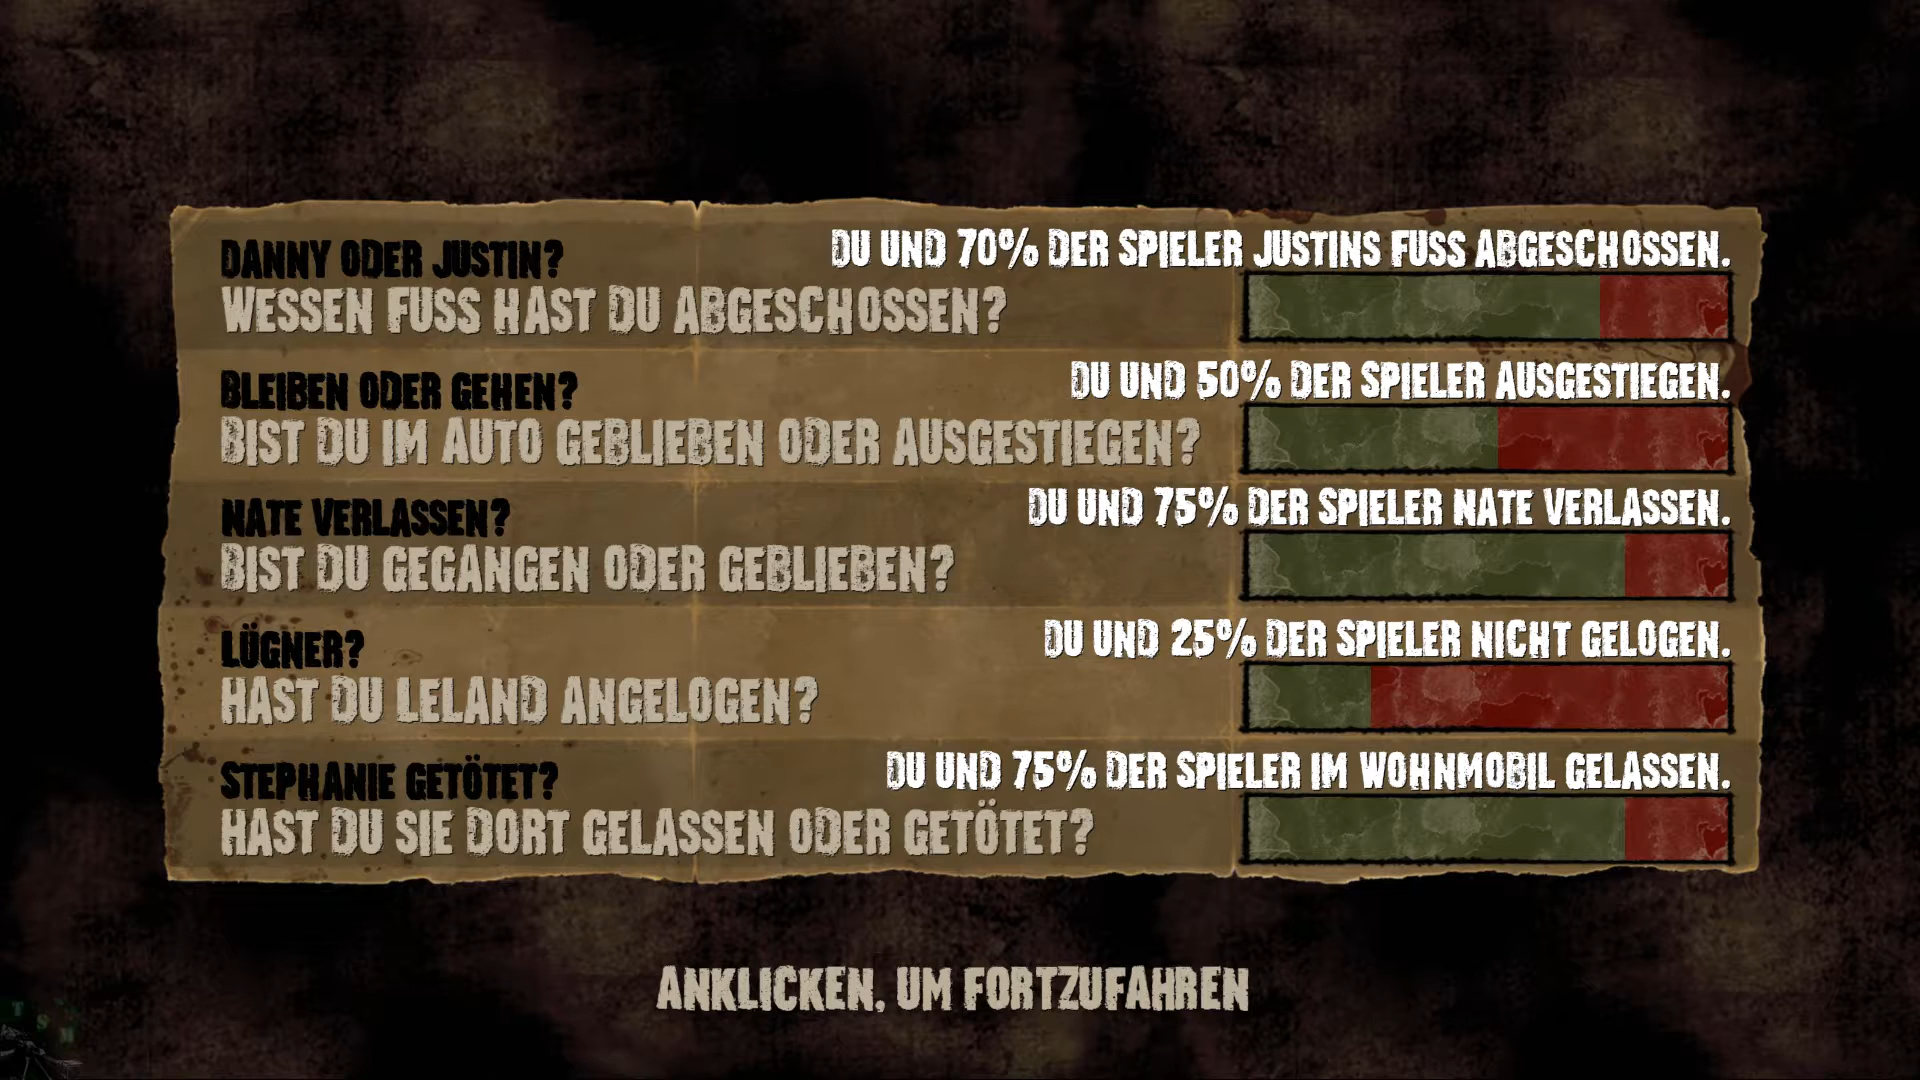 DANNY ODER JUSTIN?
DU UND 70% DER SPIELER JUSTINS FUSS ABGESCHOSSEN.
WESSEN FUSS HAST DU ABGESCHOSSEN?
BLEIBEN ODER GEHEN?
DU UND 50% DER SPIELER AUSGESTIEGEN.
BIST DU IM AUTO GEBLIEBEN ODER AUSGESTIEGEN?
NATE VERLASSEN?
DU UND 75% DER SPIELER NATE VERLASSEN.
BIST DU GEGANGEN ODER GEBLIEBEN?
LÜGNER?
DU UND 25% DER SPIELER NICHT GELOGEN.
HAST DU LELAND ANGELOGEN?
STEPHANIE GETÖTET?
DU UND 75% DER SPIELER IM WOHNMOBIL GELASSEN.
HAST DU SIE DORT GELASSEN ODER GETÖTET?
ANKLICKEN, UM FORTZUFAHREN
TSM